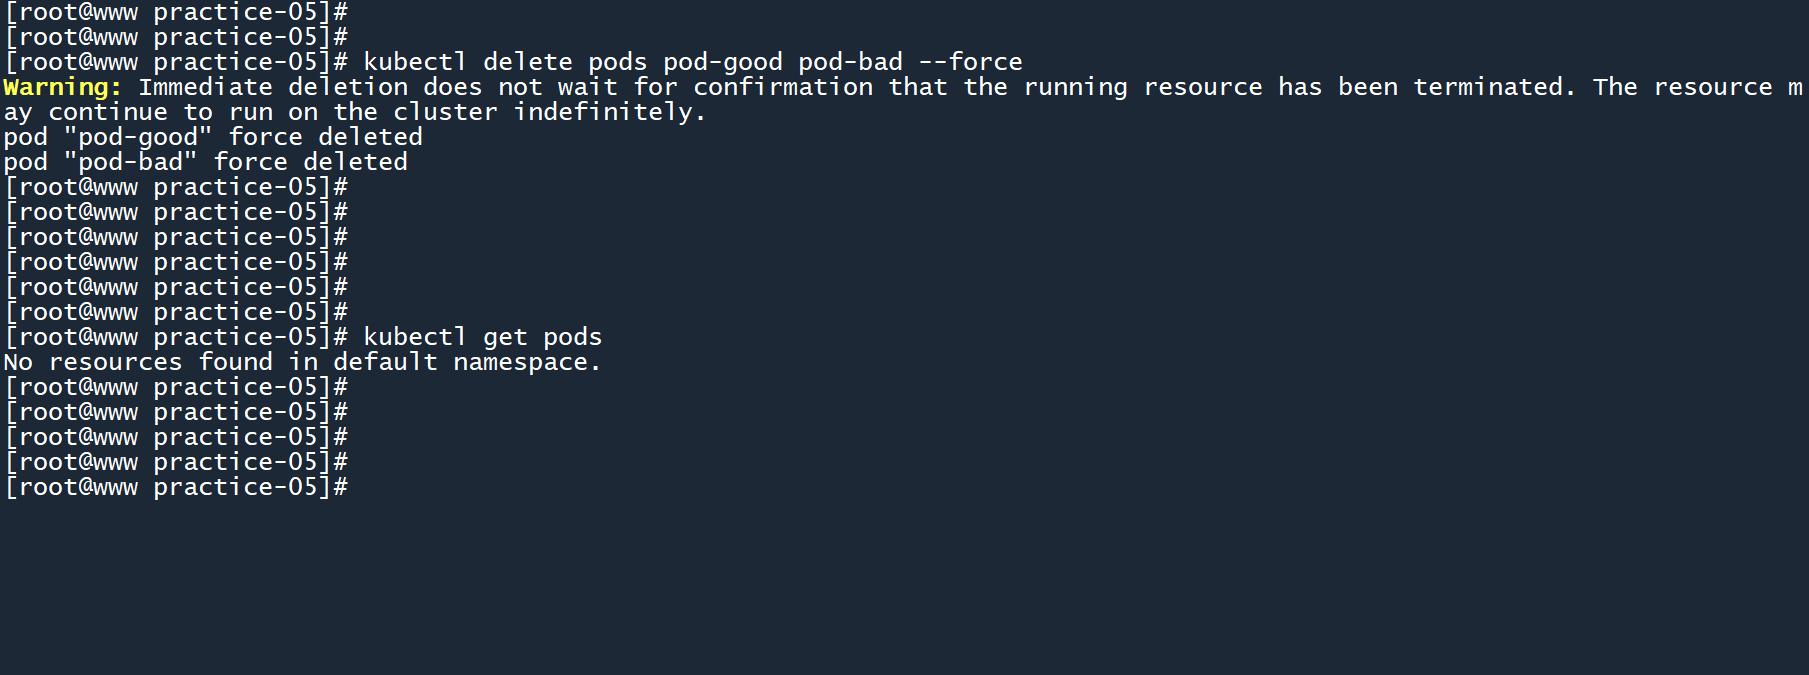 [root@www practice-05]#
[root@www practice-05]#
[root@www practice-05]# kubectl delete pods pod-good pod-bad --force
Warning: Immediate deletion does not wait for confirmation that the running resource has been terminated. The resource m
ay continue to run on the cluster indefinitely.
pod "pod-good" force deleted
pod "pod-bad" force deleted
[root@www practice-05]#
[root@www practice-05]#
[root@www practice-05]#
[root@www practice-05]#
[root@www practice-05]#
[root@www practice-05]#
[root@www practice-05]# kubectl get pods
No resources found in default namespace.
[root@www practice-05]#
[root@www practice-05]#
[root@www practice-05]#
[root@www practice-05]#
[root@www practice-05]#